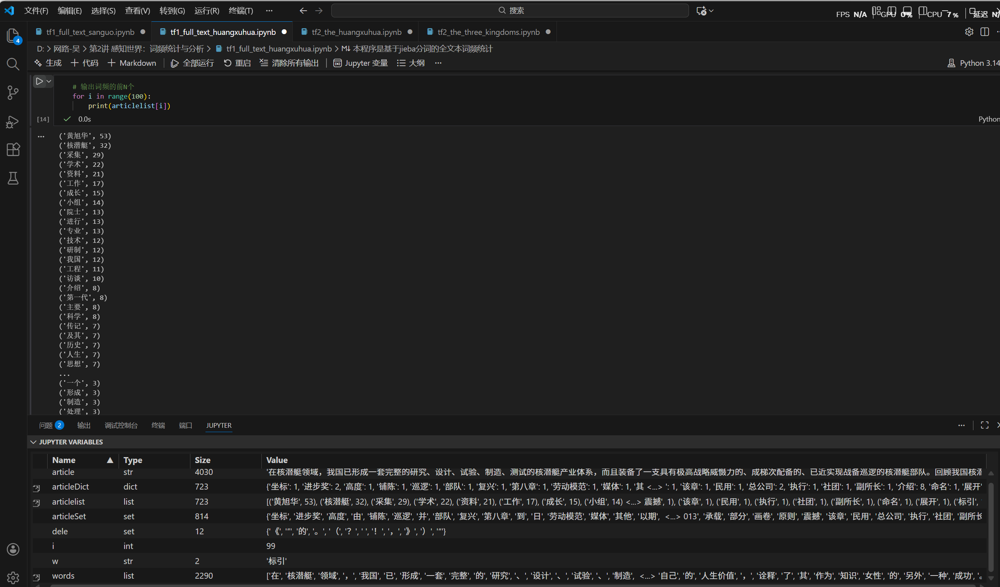 文件(F) 编辑(E) 选择(S) 查看(V) 转到(G) 运行(R) 终端(T) ··· 搜索 FPS N/A GPU 0% CPU 7% 延迟
tf1_full_text_sanguo.ipynb tf1_full_text_huangxuhua.ipynb tf2_the_huangxuhua.ipynb tf2_the_three_kingdoms.ipynb
D: > 网路-吴 > 第2讲 感知世界：词频统计与分析 > tf1_full_text_huangxuhua.ipynb > M↓ 本程序是基于jieba分词的全文本词频统计
生成 + 代码 + Markdown | 全部运行 重启 清除所有输出 | Jupyter 变量 大纲 ··· Python 3.14
# 输出词频的前N个
for i in range(100):
print(articlelist[i])
[14] 0.0s Python
('黄旭华', 53)
('核潜艇', 32)
('采集', 29)
('学术', 22)
('资料', 21)
('工作', 17)
('成长', 15)
('小组', 14)
('院士', 13)
('进行', 13)
('专业', 13)
('技术', 12)
('研制', 12)
('我国', 12)
('工程', 11)
('访谈', 10)
('介绍', 8)
('第一代', 8)
('主要', 8)
('科学', 8)
('传记', 7)
('及其', 7)
('历史', 7)
('人生', 7)
('思想', 7)
...
('一个', 3)
('形成', 3)
('制造', 3)
('处理', 3)
问题 2 输出 调试控制台 终端 端口 JUPYTER
JUPYTER VARIABLES
Name Type Size Value
article str 4030 '在核潜艇领域，我国已形成一套完整的研究、设计、试验、制造、测试的核潜艇产业体系，而且装备了一支具有极高战略威慑力的、成梯次配备的、已近实现战备巡逻的核潜艇部队。回顾我国核潜
articleDict dict 723 {'坐标': 1, '进步奖': 2, '高度': 1, '铺陈': 1, '巡逻': 1, '部队': 1, '复兴': 1, '第八章': 1, '劳动模范': 1, '媒体': 1, '其 <...> ': 1, '该章': 1, '民用': 1, '总公司': 2, '执行': 1, '社团': 1, '副所长': 1, '介绍': 8, '命名': 1, '展开'
articlelist list 723 [('黄旭华', 53), ('核潜艇', 32), ('采集', 29), ('学术', 22), ('资料', 21), ('工作', 17), ('成长', 15), ('小组', 14) <...> 震撼', 1), ('该章', 1), ('民用', 1), ('执行', 1), ('社团', 1), ('副所长', 1), ('命名', 1), ('展开', 1), ('标引',
articleSet set 814 {'坐标', '进步奖', '高度', '由', '铺陈', '巡逻', '并', '部队', '复兴', '第八章', '到', '日', '劳动模范', '媒体', '其他', '以期', <...> 013', '承载', '部分', '画卷', '原则', '震撼', '该章', '民用', '总公司', '执行', '社团', '副所长
dele set 12 {'《', '”', '的', '。', '（', '？', ' ', '！', '，', '》', '）', '“'}
i int 99
w str 2 '标引'
words list 2290 ['在', '核潜艇', '领域', '，', '我国', '已', '形成', '一套', '完整', '的', '研究', '、', '设计', '、', '试验', '、', '制造', <...> '自己', '的', '人生价值', '，', '诠释', '了', '其', '作为', '知识', '女性', '的', '另外', '一种', '成功', '。